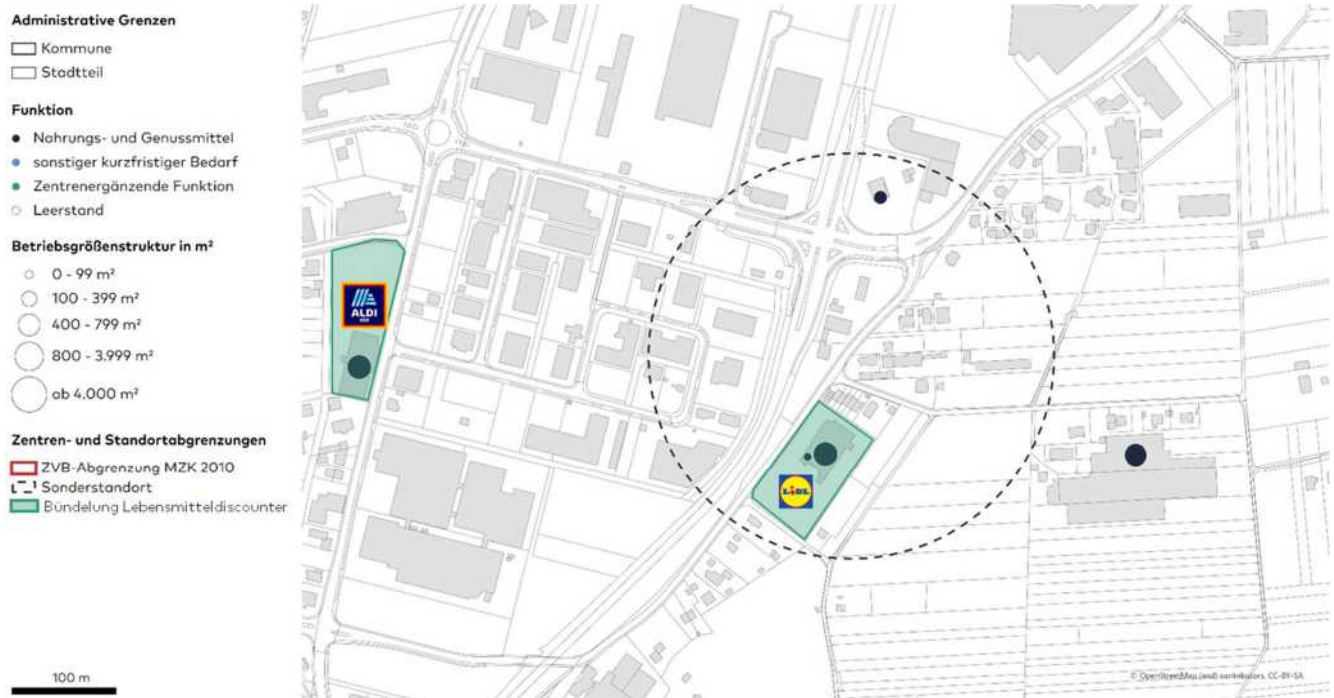 Administrative Grenzen
Kommune
Stadtteil
Funktion
Nahrungs- und Genussmittel
sonstiger kurzfristiger Bedarf
Zentrenergänzende Funktion
Leerstand
Betriebsgrößenstruktur in m²
0 - 99 m²
100 - 399 m²
400 - 799 m²
800 - 3.999 m²
ab 4.000 m²
Zentren- und Standortabgrenzungen
ZVB-Abgrenzung MZK 2010
Sonderstandort
Bündelung Lebensmitteldiscounter
100 m
ALDI
LIDL
© OpenStreetMap (and) contributors, CC-BY-SA